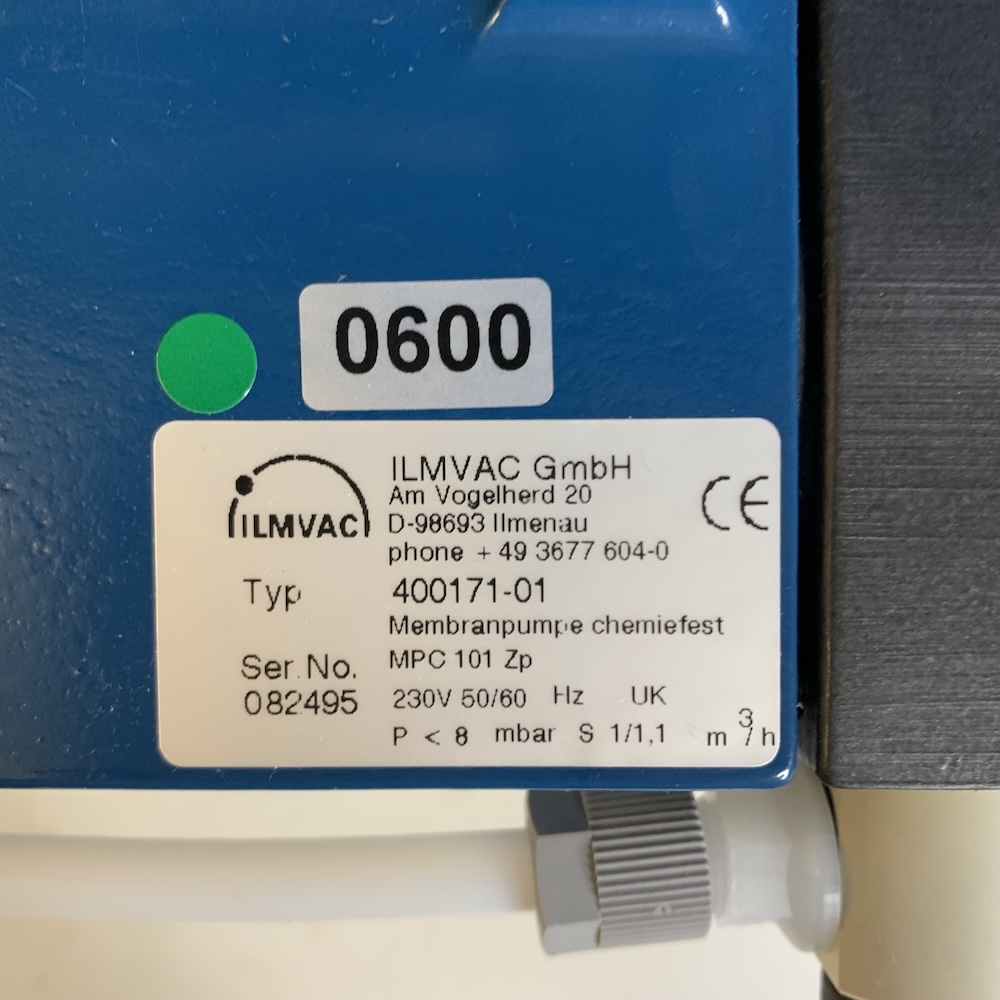 0600
ILMVAC
ILMVAC GmbH
Am Vogelherd 20
D-98693 Ilmenau
phone + 49 3677 604-0
CE
Typ 400171-01
Membranpumpe chemiefest
Ser.No. MPC 101 Zp
082495 230V 50/60 Hz UK
P < 8 mbar S 1/1,1 m³/h